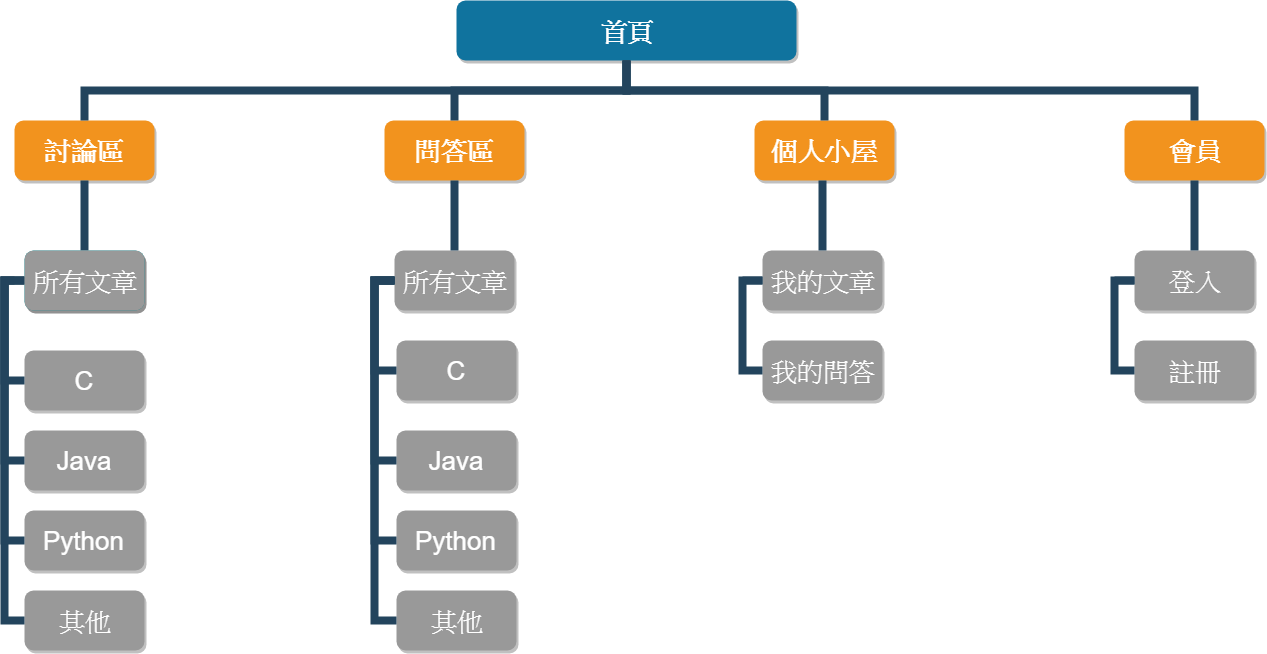 首頁
討論區
問答區
個人小屋
會員
所有文章
所有文章
我的文章
登入
C
C
我的問答
註冊
Java
Java
Python
Python
其他
其他